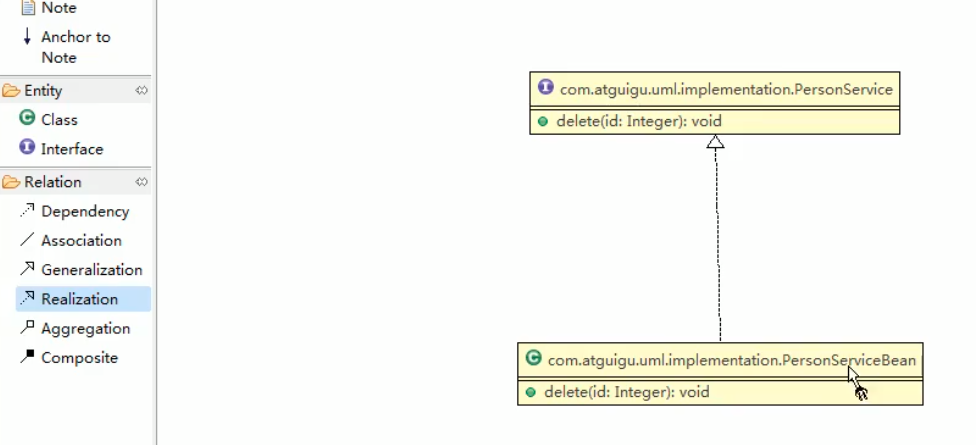 Note
Anchor to
Note
Entity
Class
Interface
Relation
Dependency
Association
Generalization
Realization
Aggregation
Composite
I com.atguigu.uml.implementation.PersonService
delete(id: Integer): void
C com.atguigu.uml.implementation.PersonServiceBean
delete(id: Integer): void